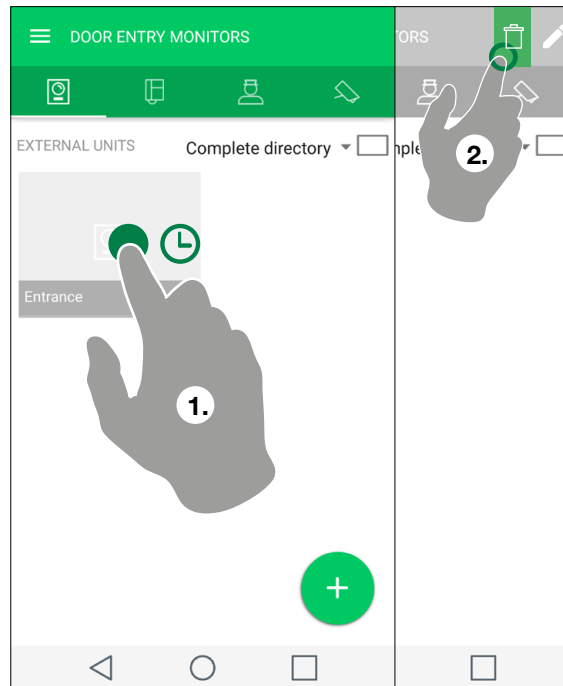 DOOR ENTRY MONITORS
ORS
EXTERNAL UNITS
Complete directory
nple
2.
Entrance
1.
+